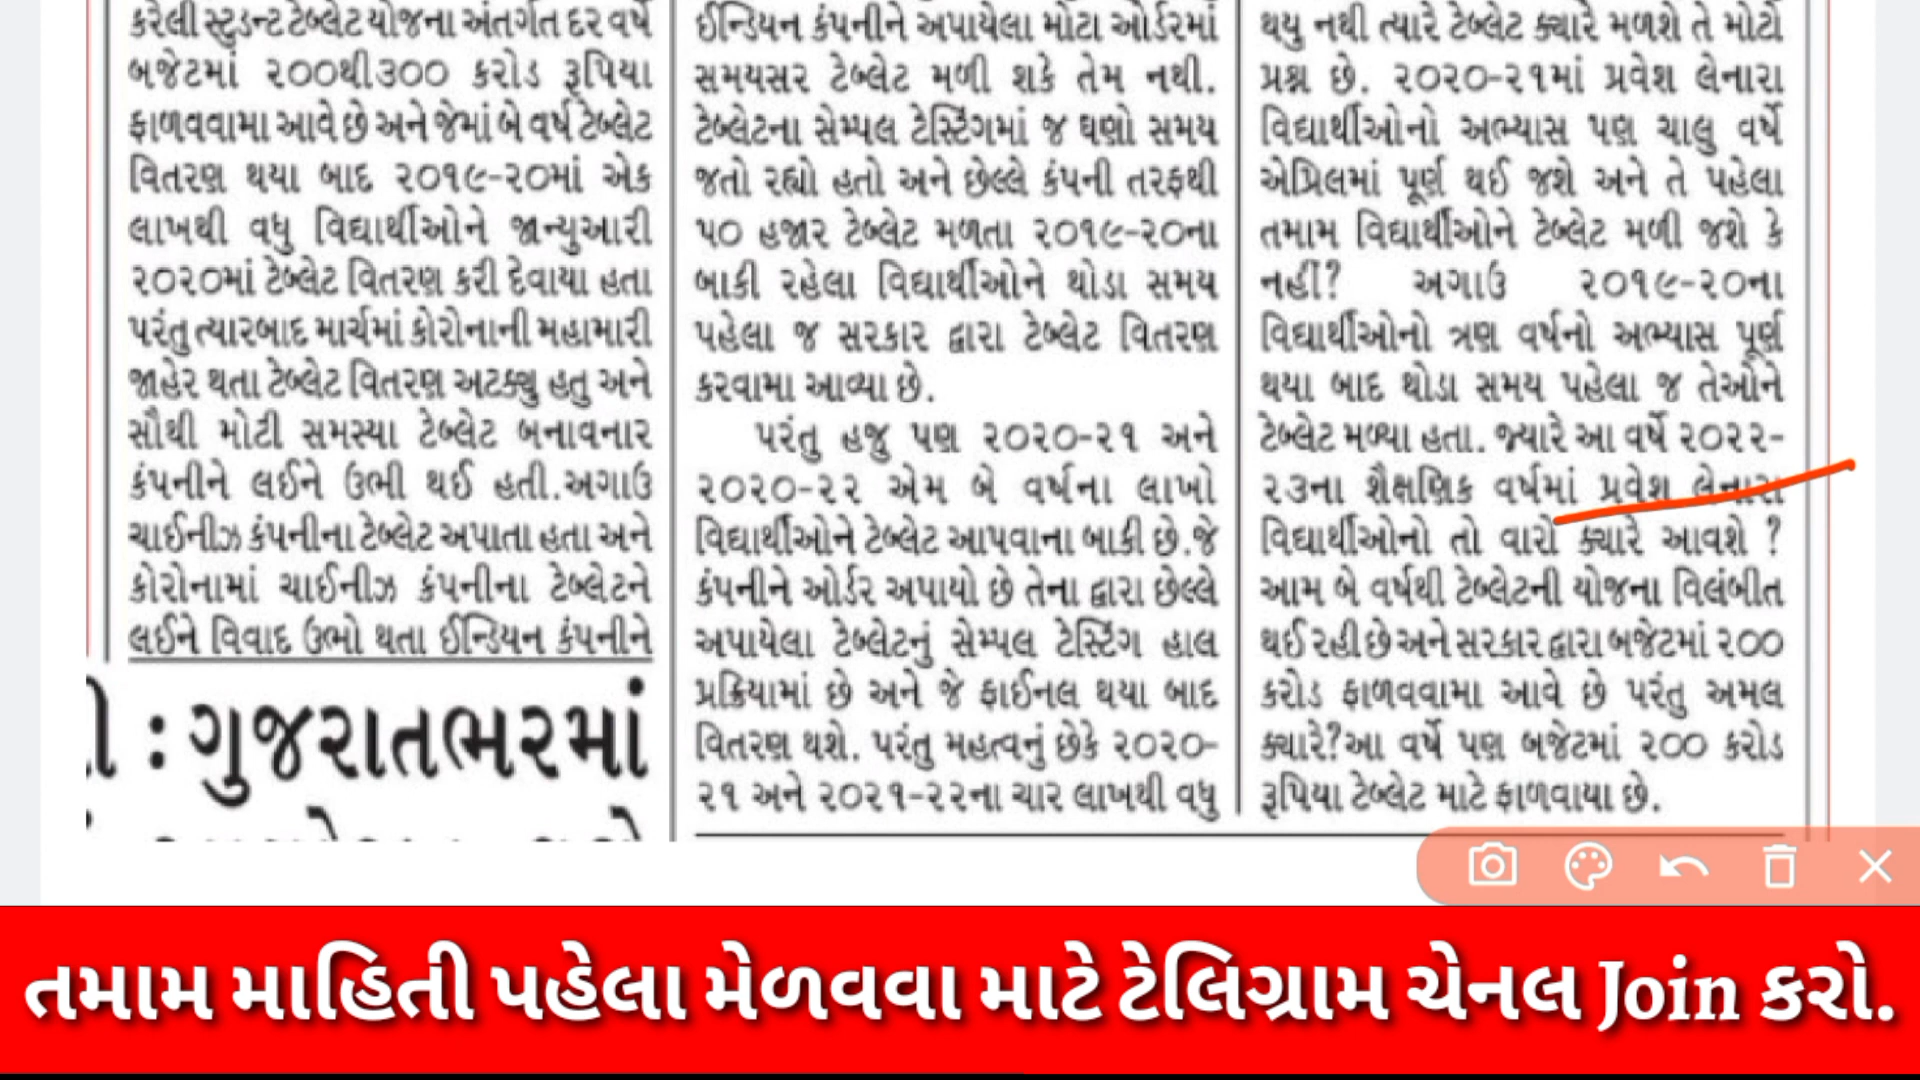 કરેલી સ્ટુડન્ટ ટેબ્લેટ યોજના અંતર્ગત દર વર્ષે
બજેટમાં ૨૦૦થી૩૦૦ કરોડ રૂપિયા
ફાળવવામા આવે છે અને જેમાં બે વર્ષ ટેબ્લેટ
વિતરણ થયા બાદ ૨૦૧૯-૨૦માં એક
લાખથી વધુ વિદ્યાર્થીઓને જાન્યુઆરી
૨૦૨૦માં ટેબ્લેટ વિતરણ કરી દેવાયા હતા
પરંતુ ત્યારબાદ માર્ચમાં કોરોનાની મહામારી
જાહેર થતા ટેબ્લેટ વિતરણ અટક્યુ હતુ અને
સૌથી મોટી સમસ્યા ટેબ્લેટ બનાવનાર
કંપનીને લઈને ઉભી થઈ હતી.અગાઉ
ચાઈનીઝ કંપનીના ટેબ્લેટ અપાતા હતા અને
કોરોનામાં ચાઈનીઝ કંપનીના ટેબ્લેટને
લઈને વિવાદ ઉભો થતા ઈન્ડિયન કંપનીને
: ગુજરાતભરમાં
ઈન્ડિયન કંપનીને અપાયેલા મોટા ઓર્ડરમાં
સમયસર ટેબ્લેટ મળી શકે તેમ નથી.
ટેબ્લેટના સેમ્પલ ટેસ્ટિંગમાં જ ઘણો સમય
જતો રહ્યો હતો અને છેલ્લે કંપની તરફથી
૫૦ હજાર ટેબ્લેટ મળતા ૨૦૧૯-૨૦ના
બાકી રહેલા વિદ્યાર્થીઓને થોડા સમય
પહેલા જ સરકાર દ્વારા ટેબ્લેટ વિતરણ
કરવામા આવ્યા છે.
પરંતુ હજુ પણ ૨૦૨૦-૨૧ અને
૨૦૨૦-૨૨ એમ બે વર્ષના લાખો
વિદ્યાર્થીઓને ટેબ્લેટ આપવાના બાકી છે.જે
કંપનીને ઓર્ડર અપાયો છે તેના દ્વારા છેલ્લે
અપાયેલા ટેબ્લેટનું સેમ્પલ ટેસ્ટિંગ હાલ
પ્રક્રિયામાં છે અને જે ફાઈનલ થયા બાદ
વિતરણ થશે. પરંતુ મહત્વનું છેકે ૨૦૨૦-
૨૧ અને ૨૦૨૧-૨૨ના ચાર લાખથી વધુ
થયુ નથી ત્યારે ટેબ્લેટ ક્યારે મળશે તે મોટો
પ્રશ્ન છે. ૨૦૨૦-૨૧માં પ્રવેશ લેનારા
વિદ્યાર્થીઓનો અભ્યાસ પણ ચાલુ વર્ષે
એપ્રિલમાં પૂર્ણ થઈ જશે અને તે પહેલા
તમામ વિદ્યાર્થીઓને ટેબ્લેટ મળી જશે કે
નહીં? અગાઉ ૨૦૧૯-૨૦ના
વિદ્યાર્થીઓનો ત્રણ વર્ષનો અભ્યાસ પૂર્ણ
થયા બાદ થોડા સમય પહેલા જ તેઓને
ટેબ્લેટ મળ્યા હતા. જ્યારે આ વર્ષે ૨૦૨૨-
૨૩ના શૈક્ષણિક વર્ષમાં પ્રવેશ લેનારા
વિદ્યાર્થીઓનો તો વારો ક્યારે આવશે ?
આમ બે વર્ષથી ટેબ્લેટની યોજના વિલંબીત
થઈ રહી છે અને સરકાર દ્વારા બજેટમાં ૨૦૦
કરોડ ફાળવવામા આવે છે પરંતુ અમલ
ક્યારે?આ વર્ષે પણ બજેટમાં ૨૦૦ કરોડ
રૂપિયા ટેબ્લેટ માટે ફાળવાયા છે.
તમામ માહિતી પહેલા મેળવવા માટે ટેલિગ્રામ ચેનલ Join કરો.